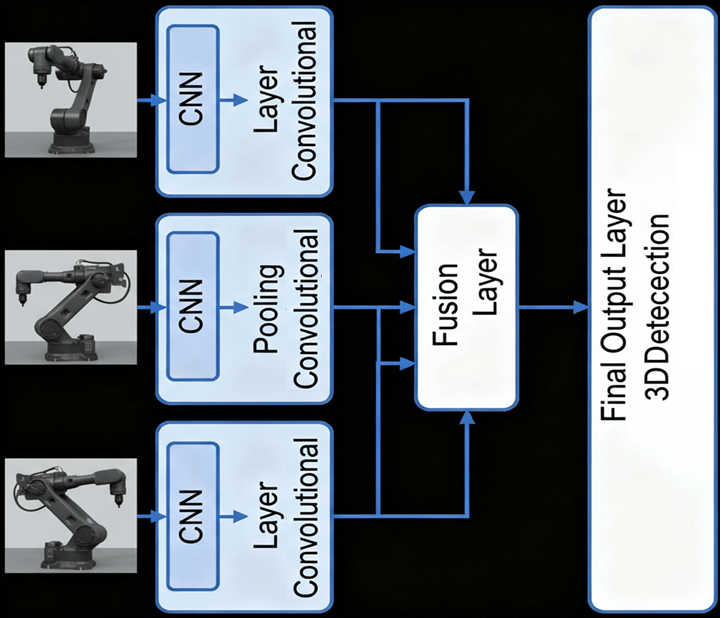 CNN
Layer
Convolutional
CNN
Pooling
Convolutional
CNN
Layer
Convolutional
Fusion
Layer
Final Output Layer
3D Detecection